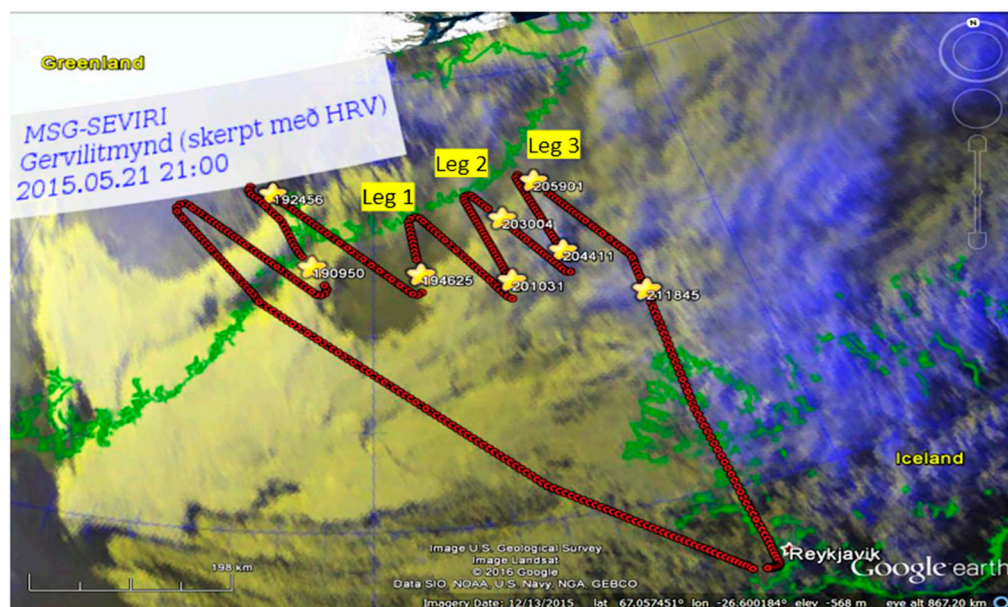 Greenland
MSG-SEVIRI
Gervilitmynd (skerpt með HRV)
2015.05.21 21:00
N
Leg 1
Leg 2
Leg 3
192456
190950
194625
203004
201031
205901
204411
211845
Iceland
Reykjavik
Image U.S. Geological Survey
Image Landsat
© 2016 Google
Data SIO, NOAA, U.S. Navy, NGA, GEBCO
Google earth
198 km
Imagery Date: 12/13/2015 lat 67.057451° lon -26.600184° elev -568 m eye alt 867.20 km